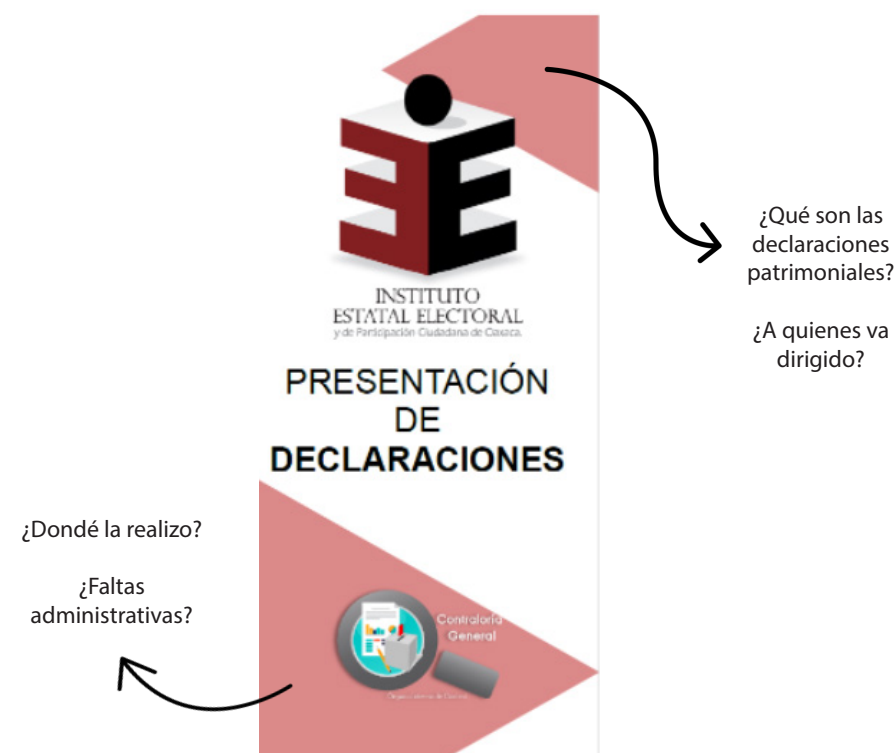 INSTITUTO
ESTATAL ELECTORAL
y de Participación Ciudadana de Oaxaca.
PRESENTACIÓN
DE
DECLARACIONES
¿Qué son las
declaraciones
patrimoniales?
¿A quienes va
dirigido?
¿Dondé la realizo?
¿Faltas
administrativas?
Contraloría
General